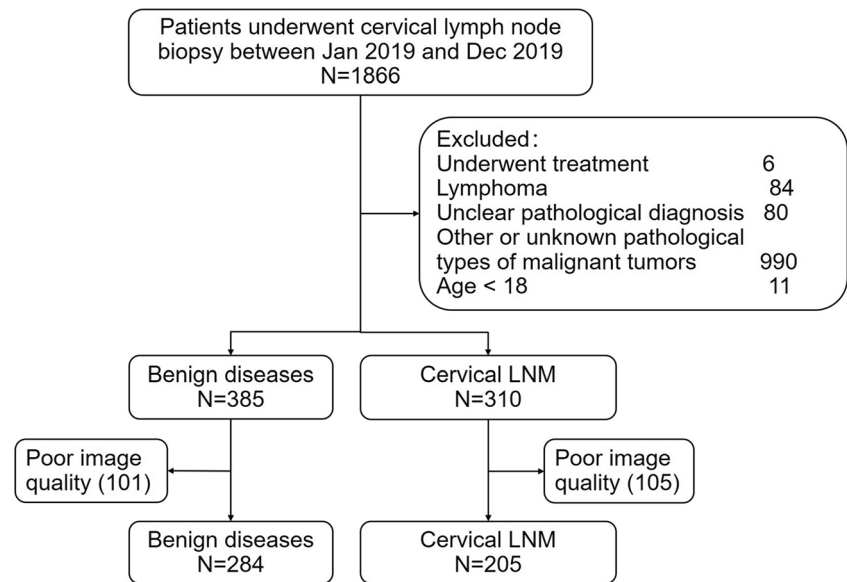 Patients underwent cervical lymph node
biopsy between Jan 2019 and Dec 2019
N=1866
Excluded:
Underwent treatment 6
Lymphoma 84
Unclear pathological diagnosis 80
Other or unknown pathological
types of malignant tumors 990
Age < 18 11
Benign diseases
N=385
Cervical LNM
N=310
Poor image
quality (101)
Poor image
quality (105)
Benign diseases
N=284
Cervical LNM
N=205